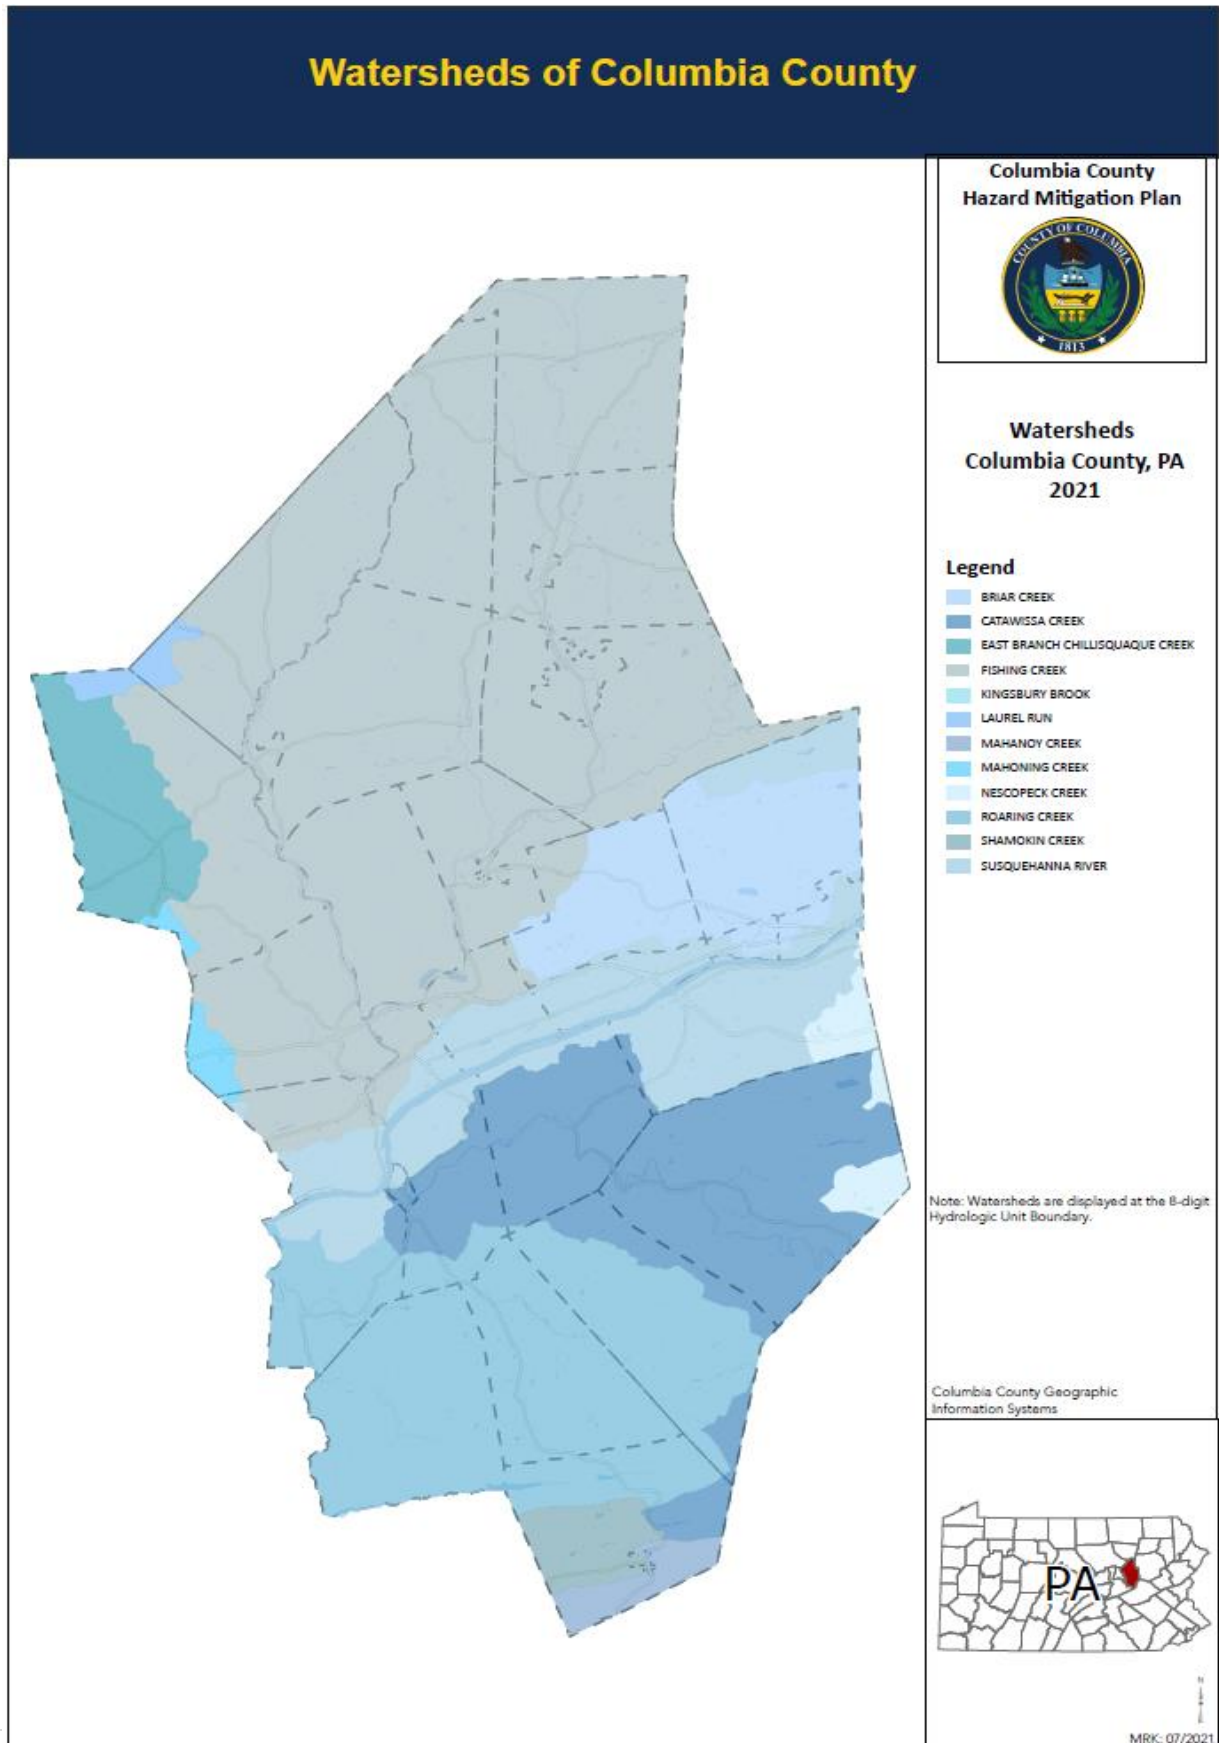 Watersheds of Columbia County
Columbia County
Hazard Mitigation Plan
COUNTY OF COLUMBIA
1813
Watersheds
Columbia County, PA
2021
Legend
BRIAR CREEK
CATAWISSA CREEK
EAST BRANCH CHILLISQUAQUE CREEK
FISHING CREEK
KINGSBURY BROOK
LAUREL RUN
MAHANOY CREEK
MAHONING CREEK
NESCOPECK CREEK
ROARING CREEK
SHAMOKIN CREEK
SUSQUEHANNA RIVER
Note: Watersheds are displayed at the 8-digit
Hydrologic Unit Boundary.
Columbia County Geographic
Information Systems
PA
MRK: 07/2021